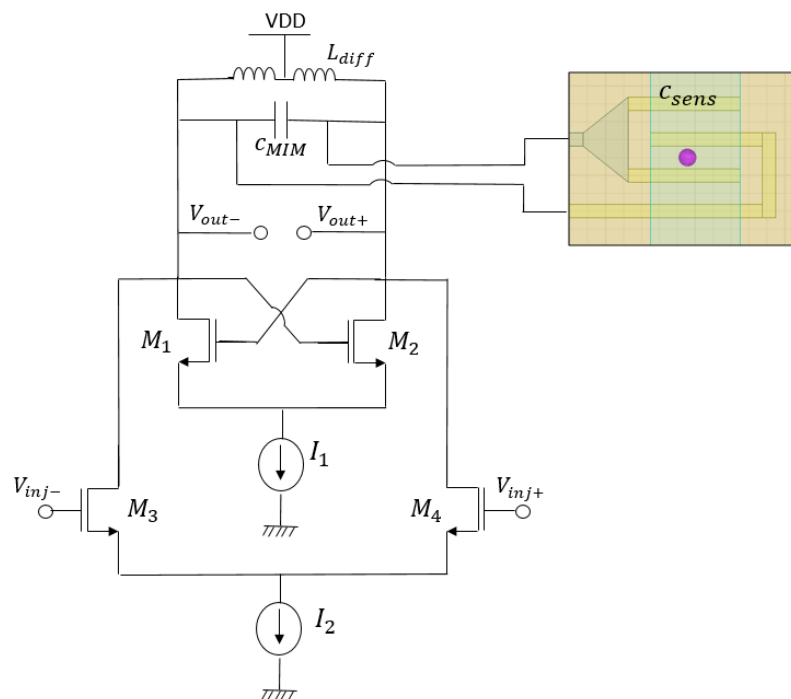 VDD
L_diff
c_sens
c_MIM
V_out−
V_out+
M_1
M_2
I_1
V_inj−
V_inj+
M_3
M_4
I_2